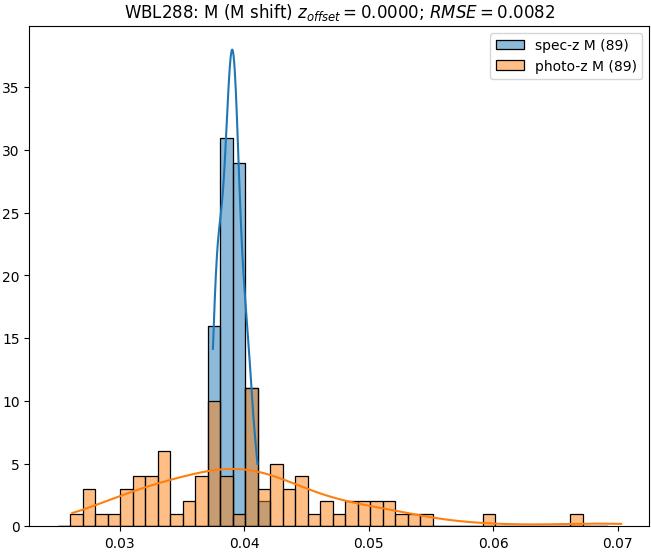 WBL288: M (M shift) z_offset = 0.0000; RMSE = 0.0082
spec-z M (89)
photo-z M (89)
35
30
25
20
15
10
5
0
0.03 0.04 0.05 0.06 0.07